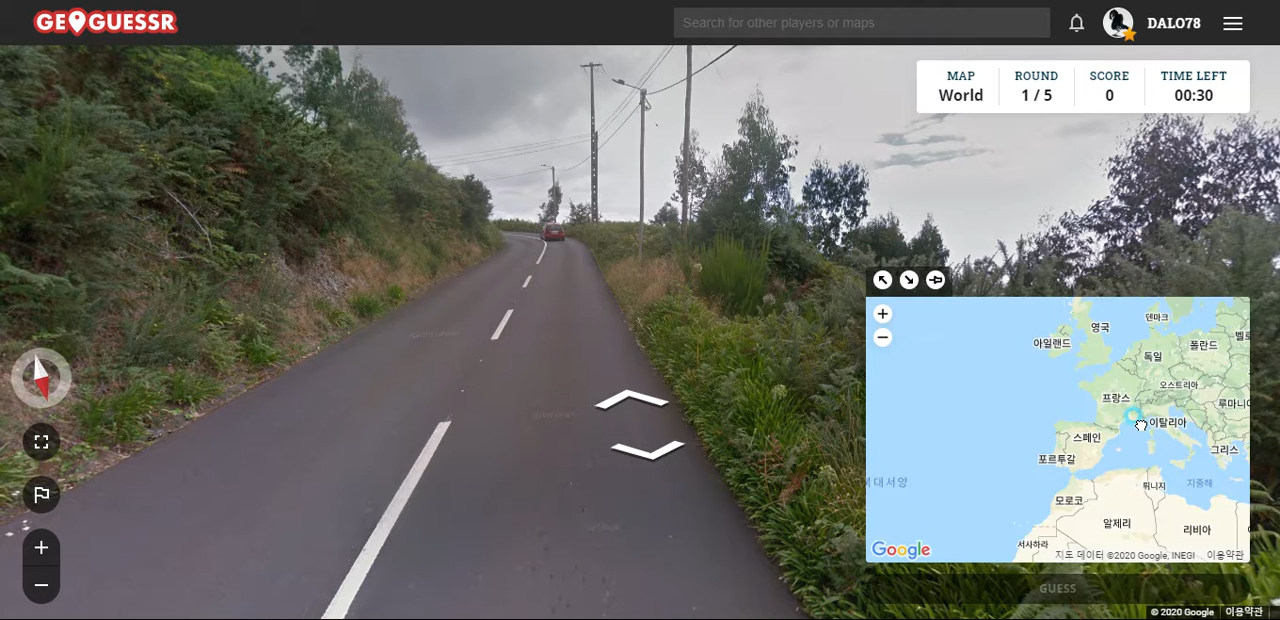 GEOGUESSR
Search for other players or maps
DALO78
MAP
World
ROUND
1 / 5
SCORE
0
TIME LEFT
00:30
영국
덴마크
아일랜드
독일
폴란드
벨로
오스트리아
프랑스
루마니
이탈리아
스페인
포르투갈
그리스
북대서양
튀니지
지중해
모로코
알제리
리비아
서사하라
Google
지도 데이터 ©2020 Google, INEGI
이용약관
GUESS
© 2020 Google
이용약관